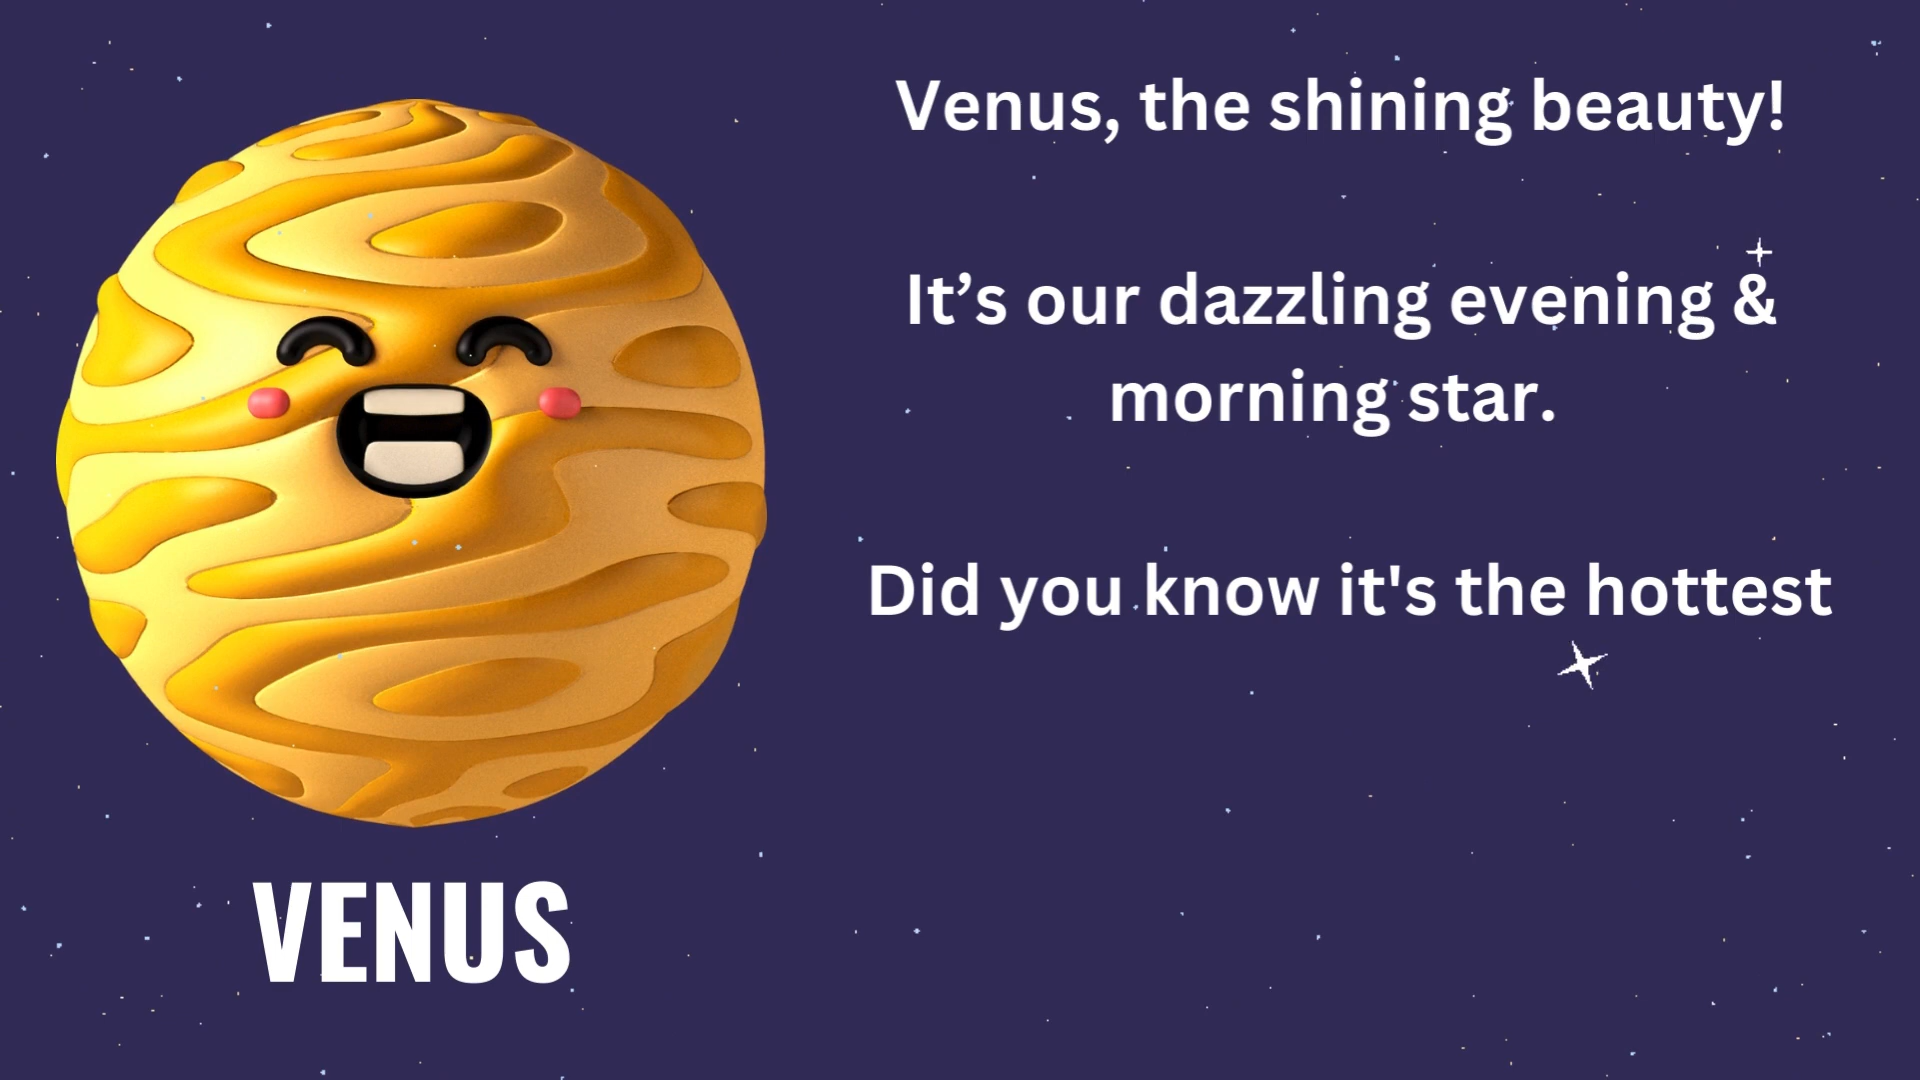 Venus, the shining beauty!
It’s our dazzling evening &
morning star.
Did you know it's the hottest
VENUS